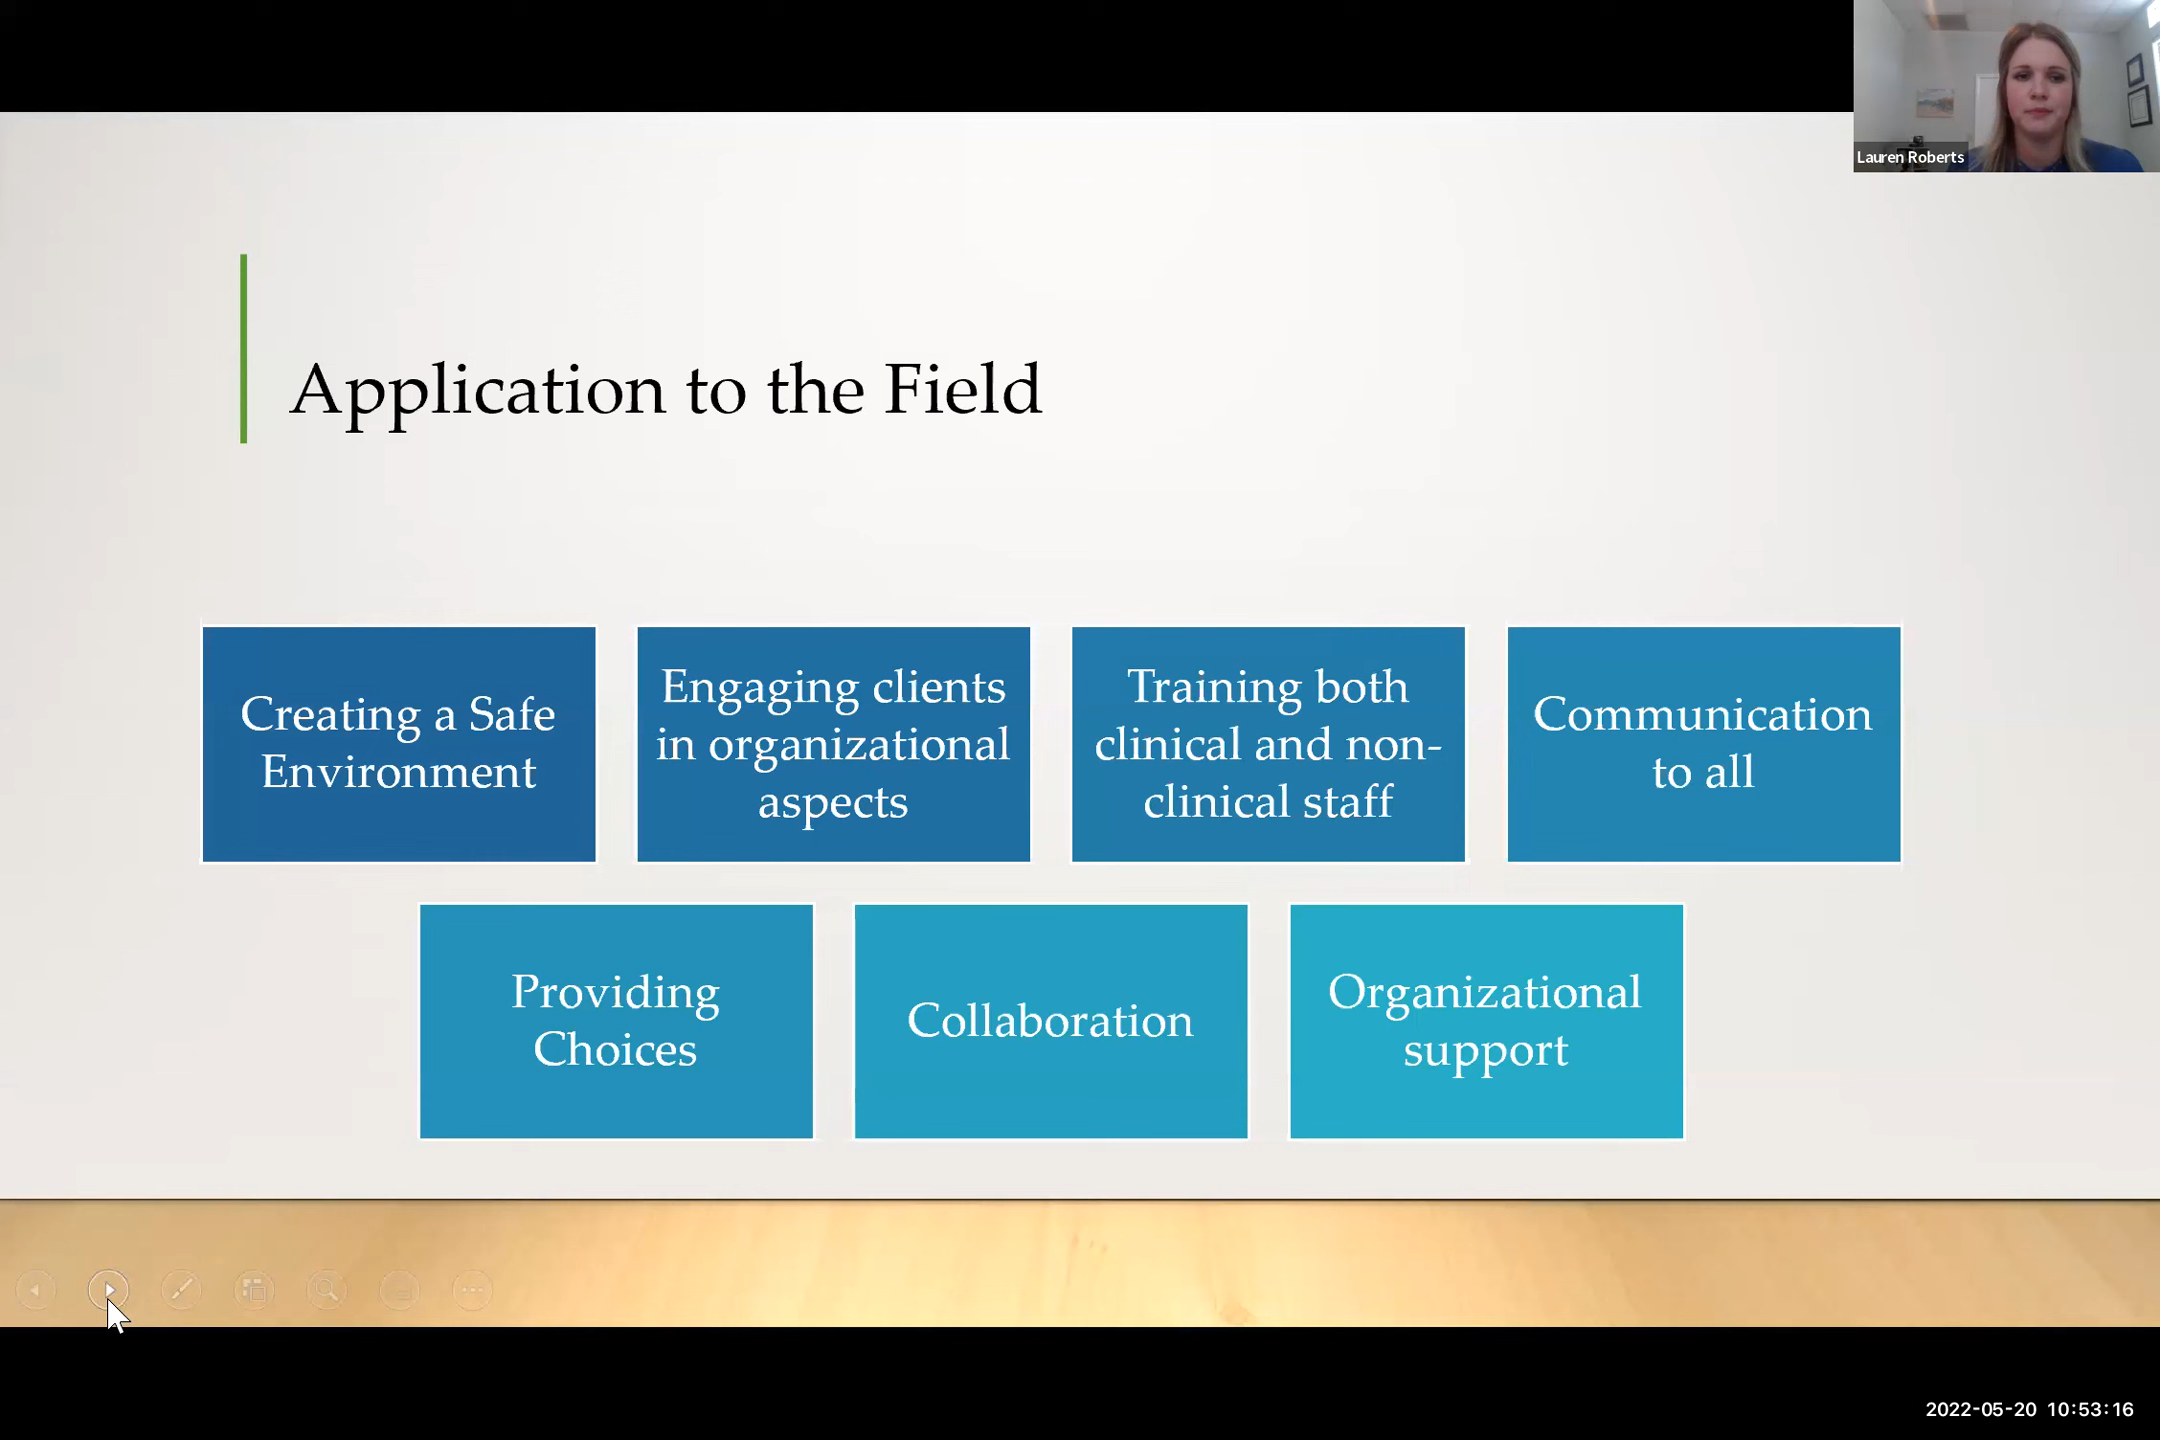 Lauren Roberts
Application to the Field
Creating a Safe
Environment
Engaging clients
in organizational
aspects
Training both
clinical and non-
clinical staff
Communication
to all
Providing
Choices
Collaboration
Organizational
support
2022-05-20 10:53:16